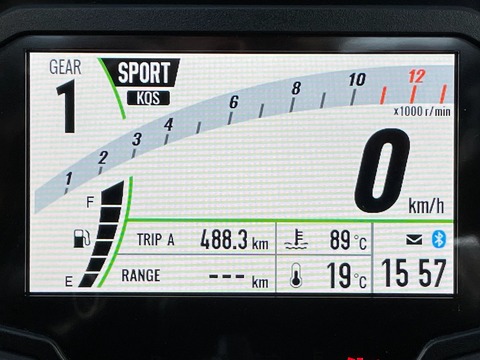 GEAR
1
SPORT
KQS
1 2 3 4 6 8 10 12
x1000 r/min
0
km/h
F
E
TRIP A 488.3 km
89 °C
RANGE --- km
19 °C
15 57